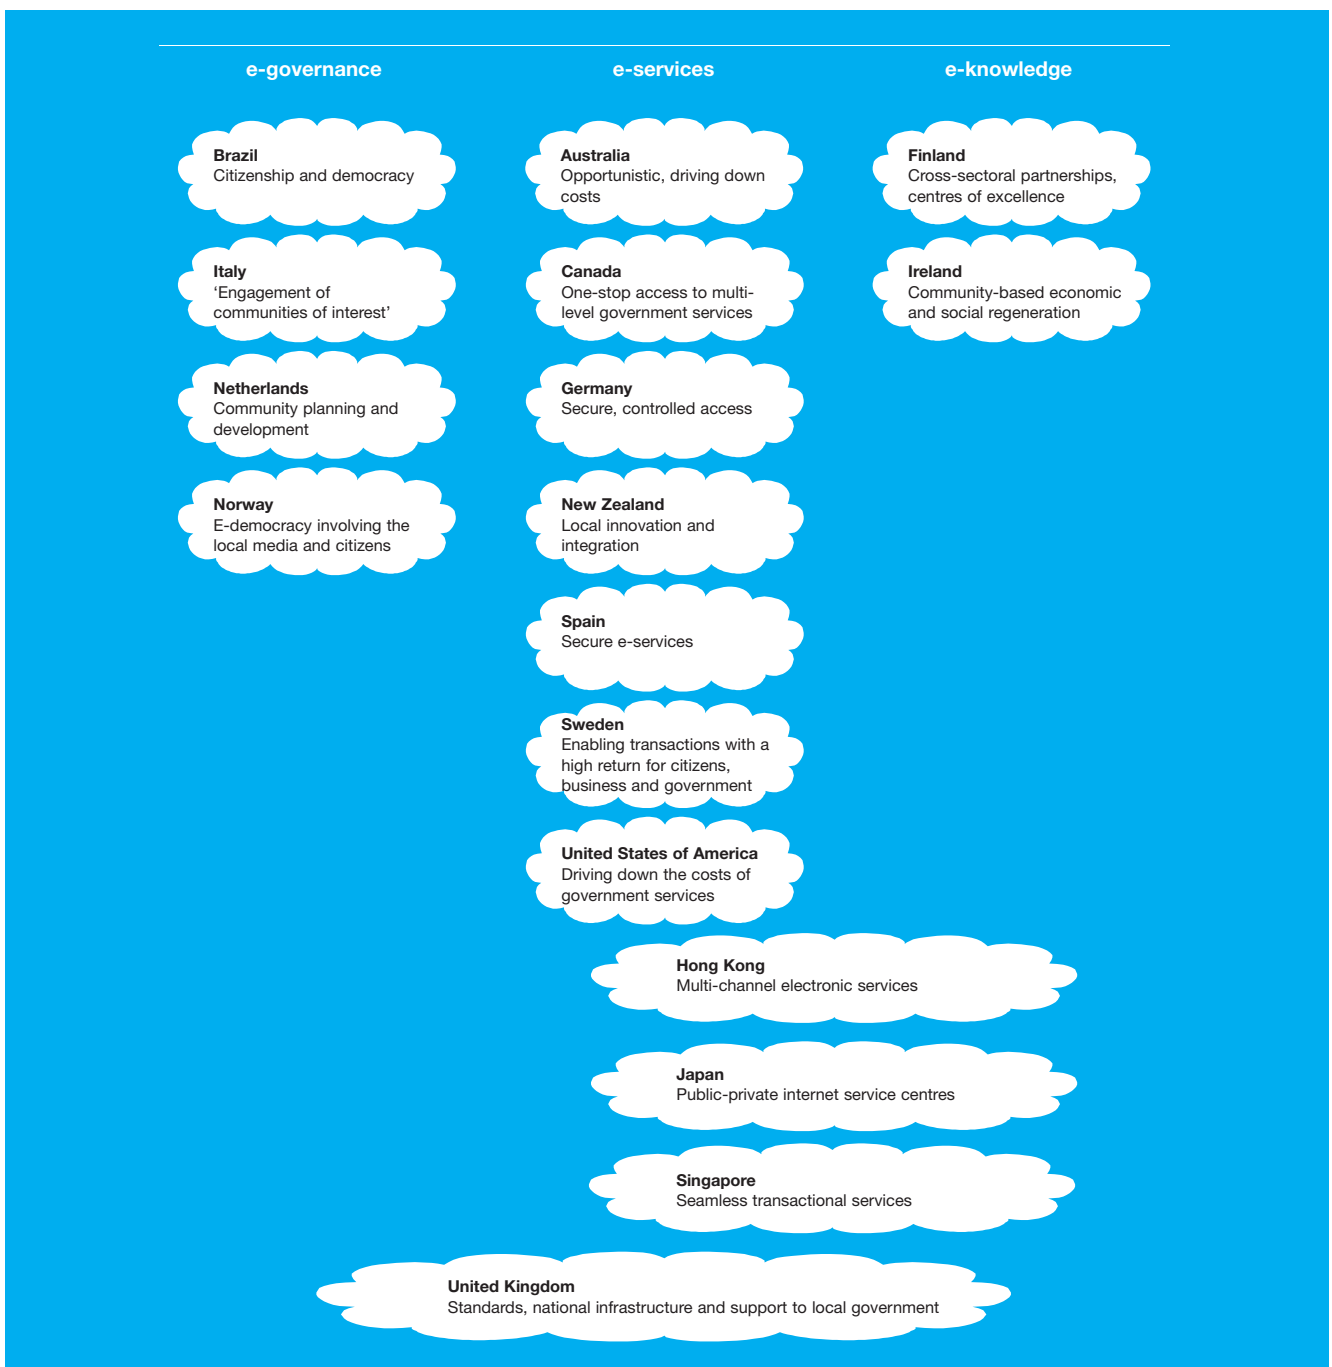 e-governance
e-services
e-knowledge
Brazil
Citizenship and democracy
Italy
‘Engagement of
communities of interest’
Netherlands
Community planning and
development
Norway
E-democracy involving the
local media and citizens
Australia
Opportunistic, driving down
costs
Canada
One-stop access to multi-
level government services
Germany
Secure, controlled access
New Zealand
Local innovation and
integration
Spain
Secure e-services
Sweden
Enabling transactions with a
high return for citizens,
business and government
United States of America
Driving down the costs of
government services
Finland
Cross-sectoral partnerships,
centres of excellence
Ireland
Community-based economic
and social regeneration
Hong Kong
Multi-channel electronic services
Japan
Public-private internet service centres
Singapore
Seamless transactional services
United Kingdom
Standards, national infrastructure and support to local government